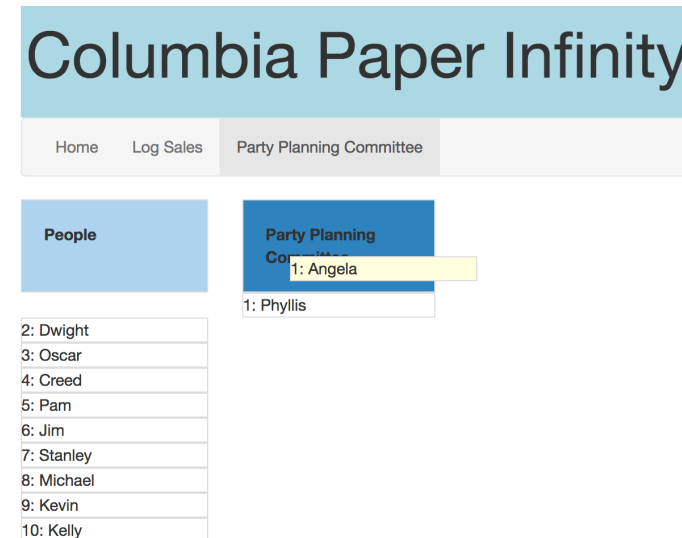 Columbia Paper Infinity
Home Log Sales Party Planning Committee
People
Party Planning
1: Angela
1: Phyllis
2: Dwight
3: Oscar
4: Creed
5: Pam
6: Jim
7: Stanley
8: Michael
9: Kevin
10: Kelly